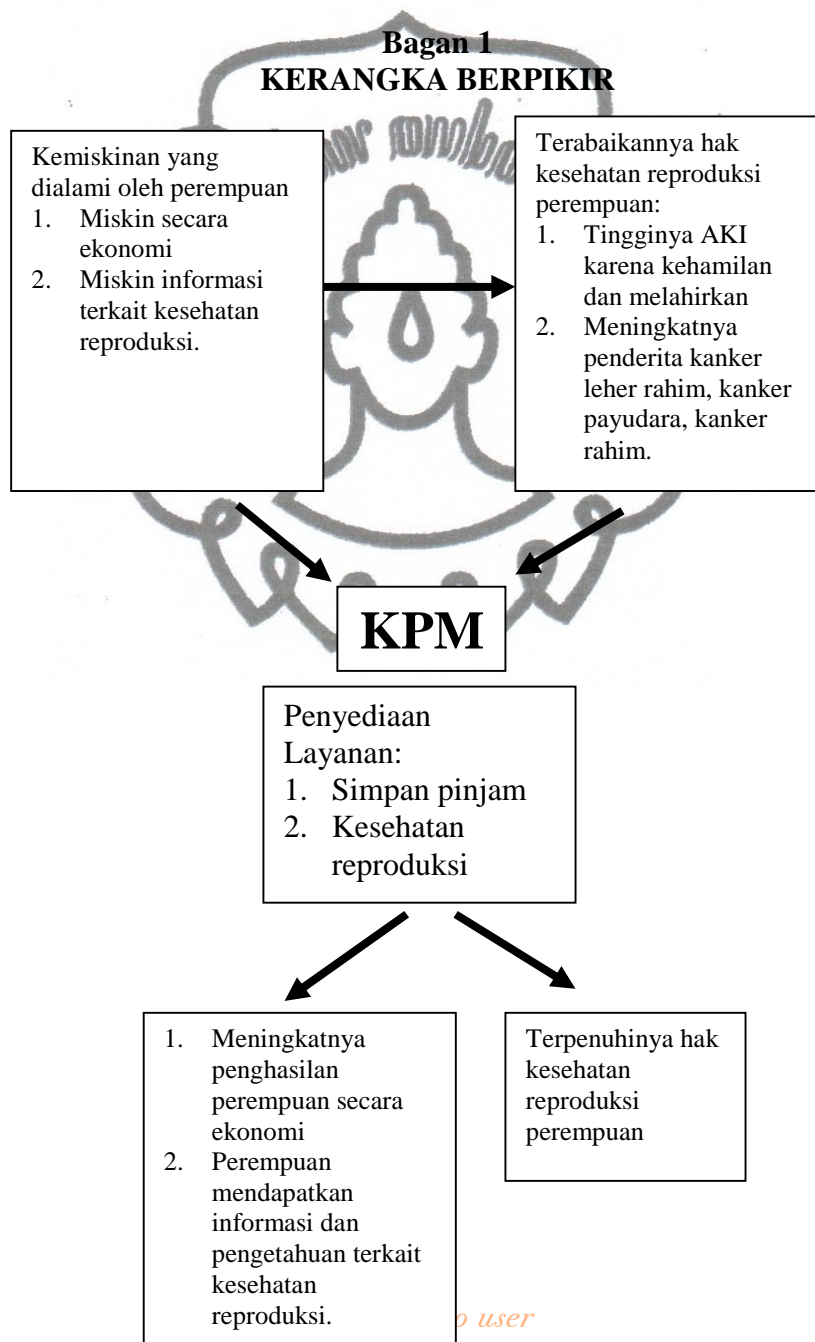 Bagan 1
KERANGKA BERPIKIR
Kemiskinan yang
dialami oleh perempuan
1. Miskin secara
ekonomi
2. Miskin informasi
terkait kesehatan
reproduksi.
Terabaikannya hak
kesehatan reproduksi
perempuan:
1. Tingginya AKI
karena kehamilan
dan melahirkan
2. Meningkatnya
penderita kanker
leher rahim, kanker
payudara, kanker
rahim.
KPM
Penyediaan
Layanan:
1. Simpan pinjam
2. Kesehatan
reproduksi
1. Meningkatnya
penghasilan
perempuan secara
ekonomi
2. Perempuan
mendapatkan
informasi dan
pengetahuan terkait
kesehatan
reproduksi.
Terpenuhinya hak
kesehatan
reproduksi
perempuan
user